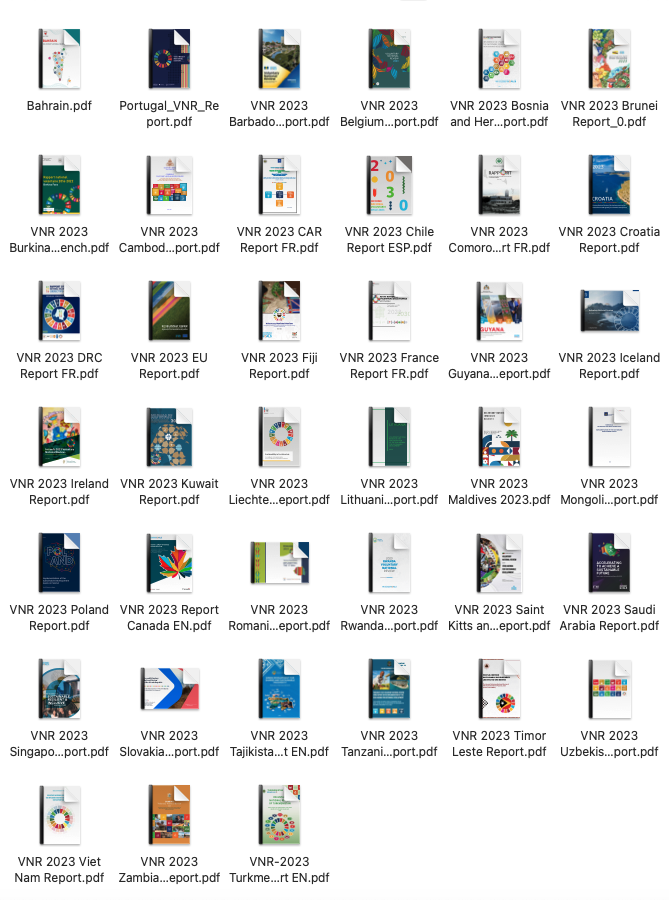 Bahrain.pdf
Portugal_VNR_Re
port.pdf
VNR 2023
Barbado...port.pdf
VNR 2023
Belgium...port.pdf
VNR 2023 Bosnia
and Her...port.pdf
VNR 2023 Brunei
Report_0.pdf
VNR 2023
Burkina...ench.pdf
VNR 2023
Cambod...port.pdf
VNR 2023 CAR
Report FR.pdf
VNR 2023 Chile
Report ESP.pdf
VNR 2023
Comoro...rt FR.pdf
VNR 2023 Croatia
Report.pdf
VNR 2023 DRC
Report FR.pdf
VNR 2023 EU
Report.pdf
VNR 2023 Fiji
Report.pdf
VNR 2023 France
Report FR.pdf
VNR 2023
Guyana...eport.pdf
GUYANA
VNR 2023 Iceland
Report.pdf
VNR 2023 Ireland
Report.pdf
VNR 2023 Kuwait
Report.pdf
VNR 2023
Liechte...eport.pdf
VNR 2023
Lithuani...port.pdf
VNR 2023
Maldives 2023.pdf
VNR 2023
Mongoli...port.pdf
VNR 2023 Poland
Report.pdf
VNR 2023 Report
Canada EN.pdf
VNR 2023
Romani...eport.pdf
VNR 2023
Rwanda...port.pdf
VNR 2023 Saint
Kitts an...eport.pdf
VNR 2023 Saudi
Arabia Report.pdf
VNR 2023
Singapo...port.pdf
VNR 2023
Slovakia...port.pdf
VNR 2023
Tajikista...t EN.pdf
VNR 2023
Tanzani...port.pdf
VNR 2023 Timor
Leste Report.pdf
VNR 2023
Uzbekis...port.pdf
VNR 2023 Viet
Nam Report.pdf
VNR 2023
Zambia...eport.pdf
VNR-2023
Turkme...rt EN.pdf